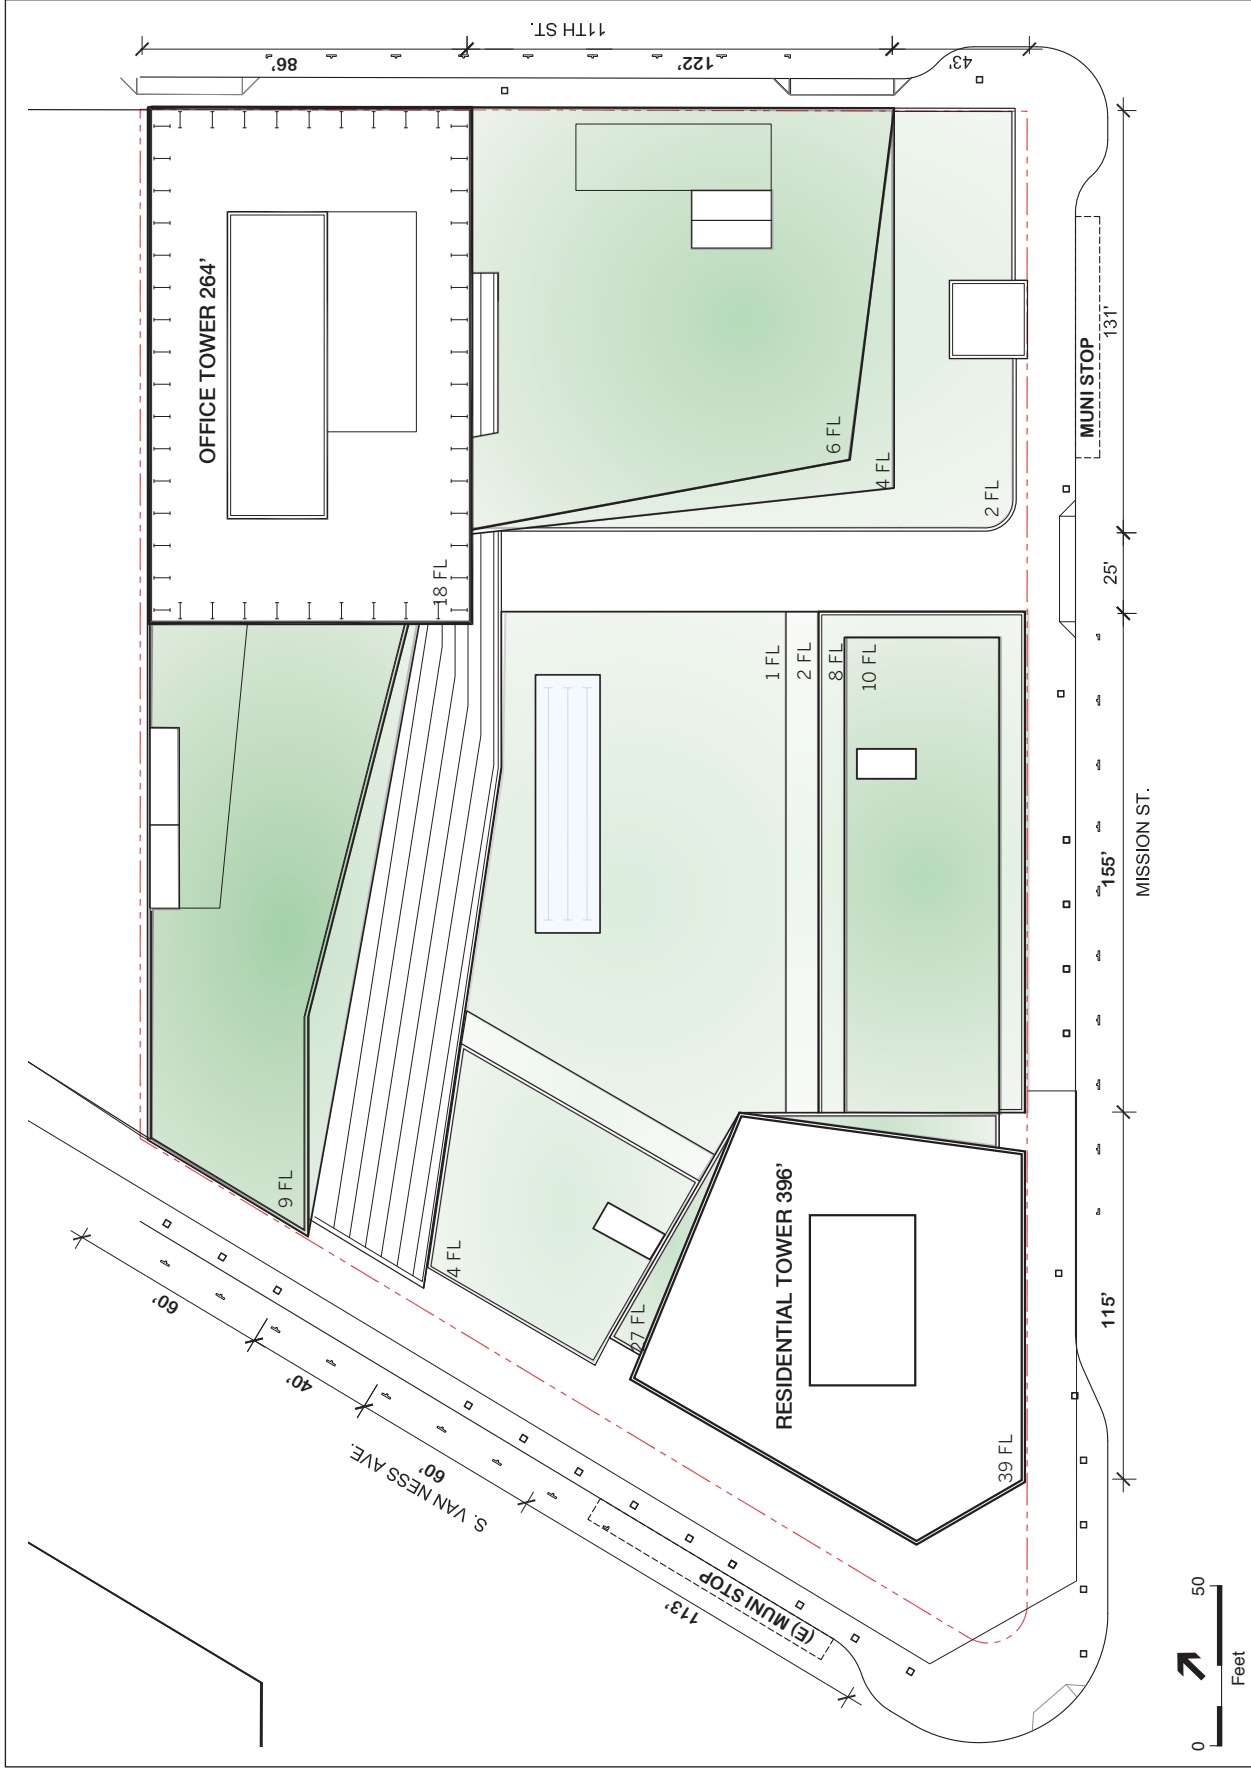 11TH ST.
86'
122'
43'
OFFICE TOWER 264'
18 FL
6 FL
4 FL
2 FL
MUNI STOP
131'
25'
1 FL
2 FL
8 FL
10 FL
155'
MISSION ST.
9 FL
4 FL
27 FL
RESIDENTIAL TOWER 396'
39 FL
115'
60'
40'
60'
S. VAN NESS AVE.
113'
(E) MUNI STOP
0
50
Feet